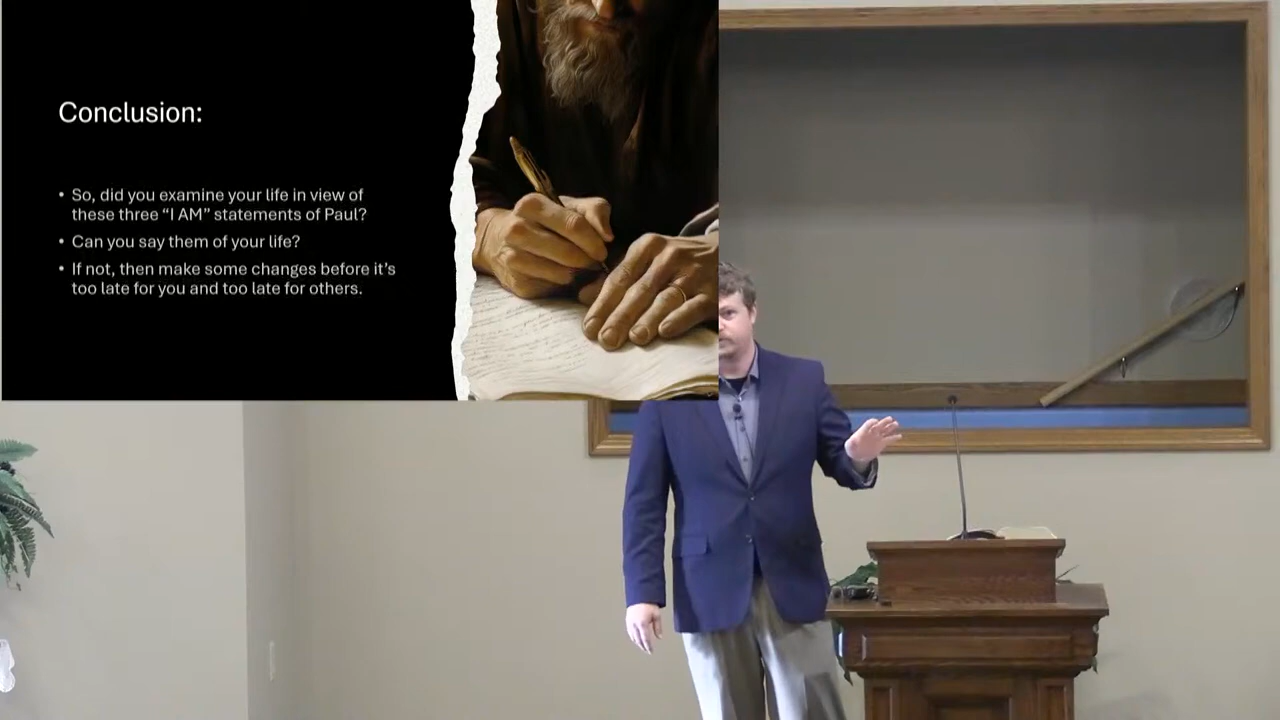 Conclusion:
• So, did you examine your life in view of
these three “I AM” statements of Paul?
• Can you say them of your life?
• If not, then make some changes before it’s
too late for you and too late for others.